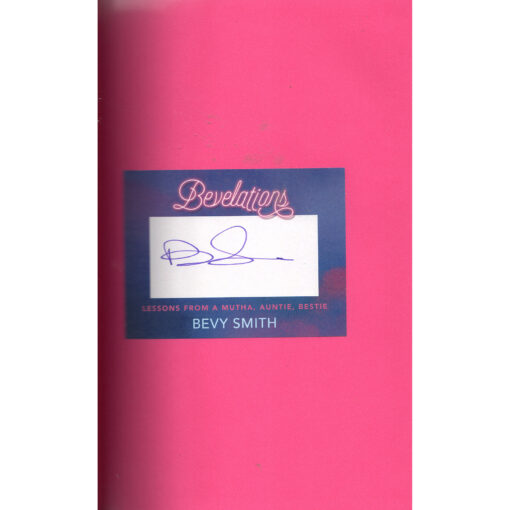 Bevelations
LESSONS FROM A MUTHA, AUNTIE, BESTIE
BEVY SMITH